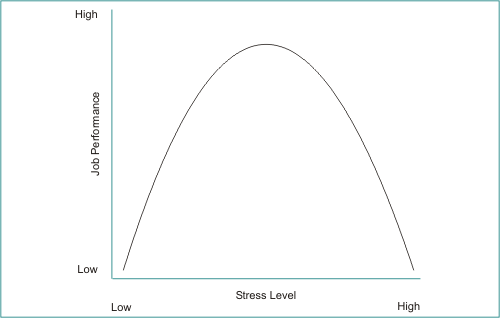 High
Job Performance
Low
Stress Level
Low
High